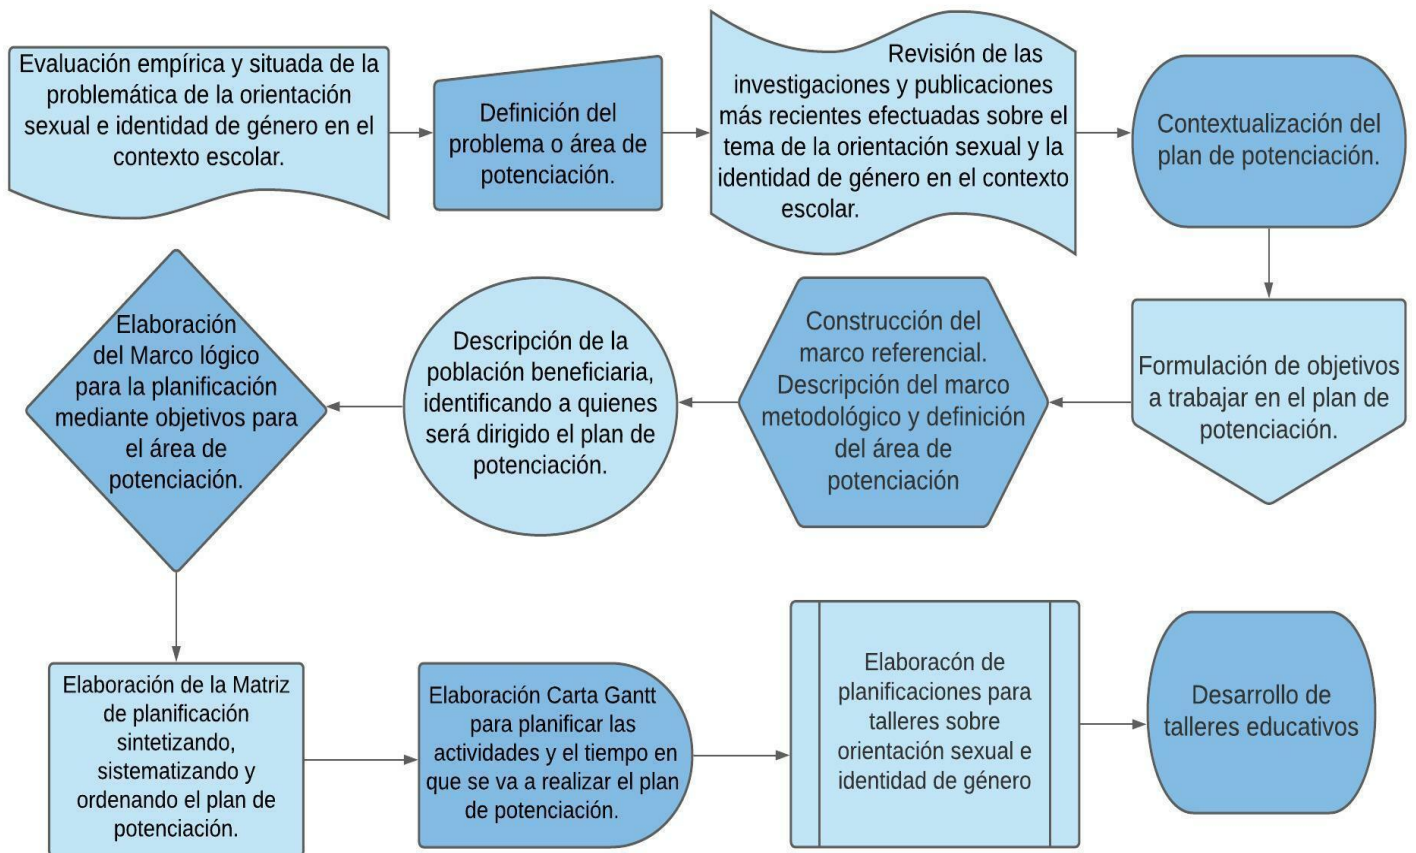 Evaluación empírica y situada de la
problemática de la orientación
sexual e identidad de género en el
contexto escolar.
Definición del
problema o área de
potenciación.
Revisión de las
investigaciones y publicaciones
más recientes efectuadas sobre el
tema de la orientación sexual y la
identidad de género en el contexto
escolar.
Contextualización del
plan de potenciación.
Formulación de objetivos
a trabajar en el plan de
potenciación.
Construcción del
marco referencial.
Descripción del marco
metodológico y definición
del área de
potenciación
Descripción de la
población beneficiaria,
identificando a quienes
será dirigido el plan de
potenciación.
Elaboración
del Marco lógico
para la planificación
mediante objetivos para
el área de
potenciación.
Elaboración de la Matriz
de planificación
sintetizando,
sistematizando y
ordenando el plan de
potenciación.
Elaboración Carta Gantt
para planificar las
actividades y el tiempo en
que se va a realizar el plan
de potenciación.
Elaboracón de
planificaciones para
talleres sobre
orientación sexual e
identidad de género
Desarrollo de
talleres educativos